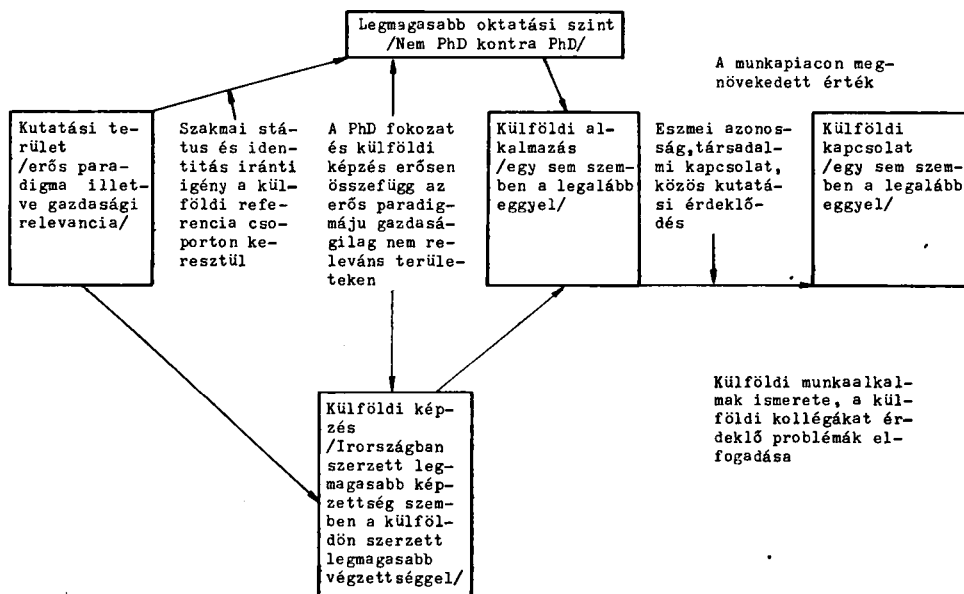 Legmagasabb oktatási szint
/Nem PhD kontra PhD/
A munkapiacon meg-
növekedett érték
Kutatási te-
rület
/erős para-
digma illet-
ve gazdasági
relevancia/
Szakmai stá-
tus és iden-
titás iránti
igény a kül-
földi refe-
rencia cso-
porton ke-
resztül
A PhD fokozat
és külföldi
képzés erősen
összefügg az
erős paradig-
máju gazdasá-
gilag nem re-
leváns terüle-
teken
Külföldi al-
kalmazás
/egy sem szem-
ben a legalább
eggyel/
Eszmei azonos-
ság,társadal-
mi kapcsolat,
közös kutatá-
si érdeklő-
dés
Külföldi
kapcsolat
/egy sem szem-
ben a legalább
eggyel/
Külföldi kép-
zés
/Irországban
szerzett leg-
magasabb kép-
zettség szem-
ben a külföl-
dön szerzett
legmagasabb
végzettséggel/
Külföldi munkaalkal-
mak ismerete, a kül-
földi kollégákat ér-
deklő problémák el-
fogadása